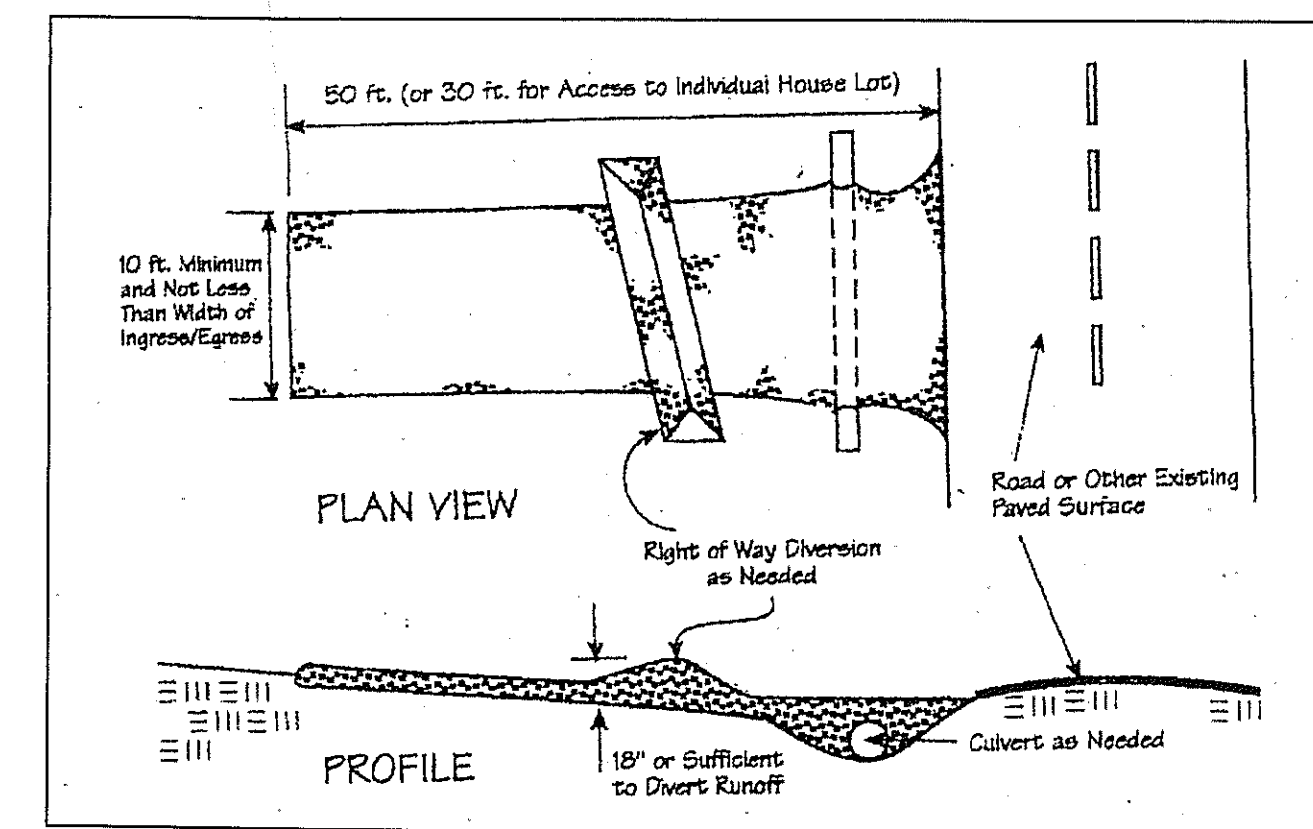 50 ft. (or 30 ft. for Access to Individual House Lot)
10 ft. Minimum
and Not Less
Than Width of
Ingress/Egress
PLAN VIEW
Road or Other Existing
Paved Surface
Right of Way Diversion
as Needed
PROFILE
18" or Sufficient
to Divert Runoff
Culvert as Needed